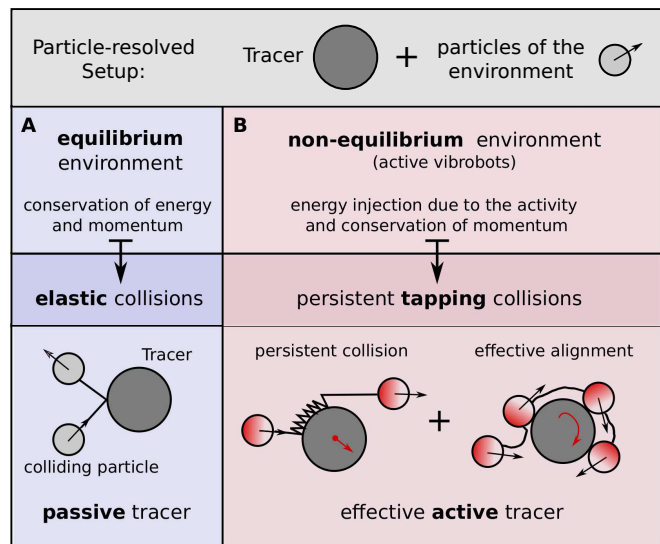 Particle-resolved
Setup:
Tracer
+
particles of the
environment
A
equilibrium
environment
conservation of energy
and momentum
elastic collisions
Tracer
colliding particle
passive tracer
B
non-equilibrium environment
(active vibrobots)
energy injection due to the activity
and conservation of momentum
persistent tapping collisions
persistent collision
+
effective alignment
effective active tracer